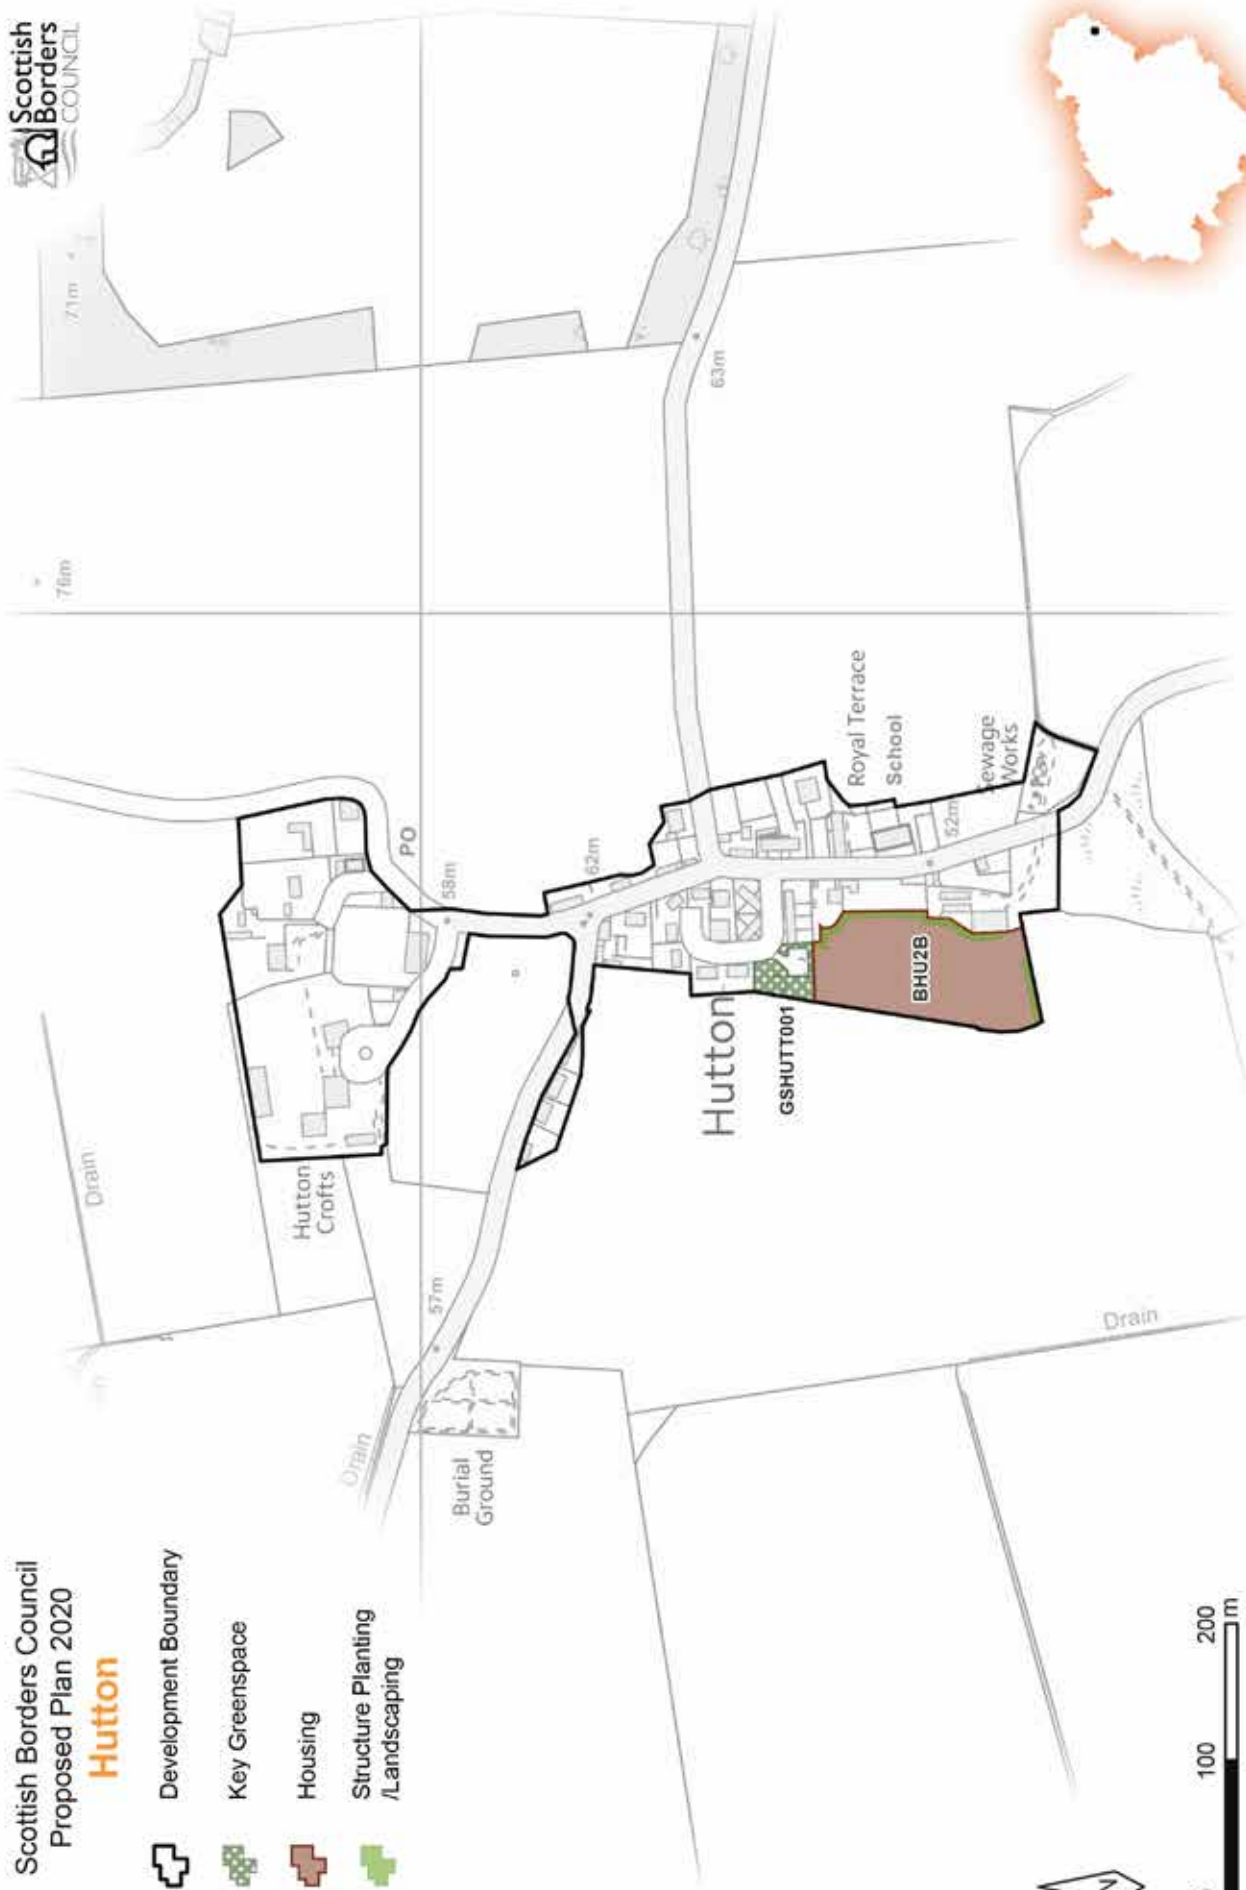 Scottish Borders Council
Proposed Plan 2020
Hutton
Development Boundary
Key Greenspace
Housing
Structure Planting
/Landscaping
Scottish
Borders
COUNCIL
Drain
Drain
Hutton
Crofts
57m
Burial
Ground
PO
58m
62m
76m
71m
63m
Hutton
GSHUTT001
BHU2B
Royal Terrace
School
52m
Sewage
Works
Drain
100
200
m
N